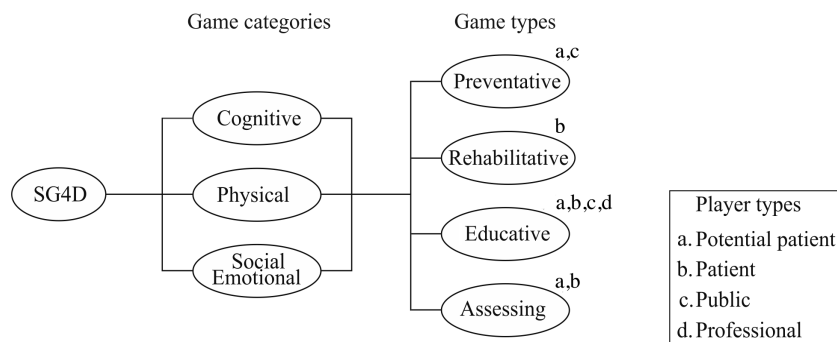 Game categories
Game types
a,c
Preventative
Cognitive
b
Rehabilitative
SG4D
Physical
a,b,c,d
Educative
Social
Emotional
a,b
Assessing
Player types
a. Potential patient
b. Patient
c. Public
d. Professional